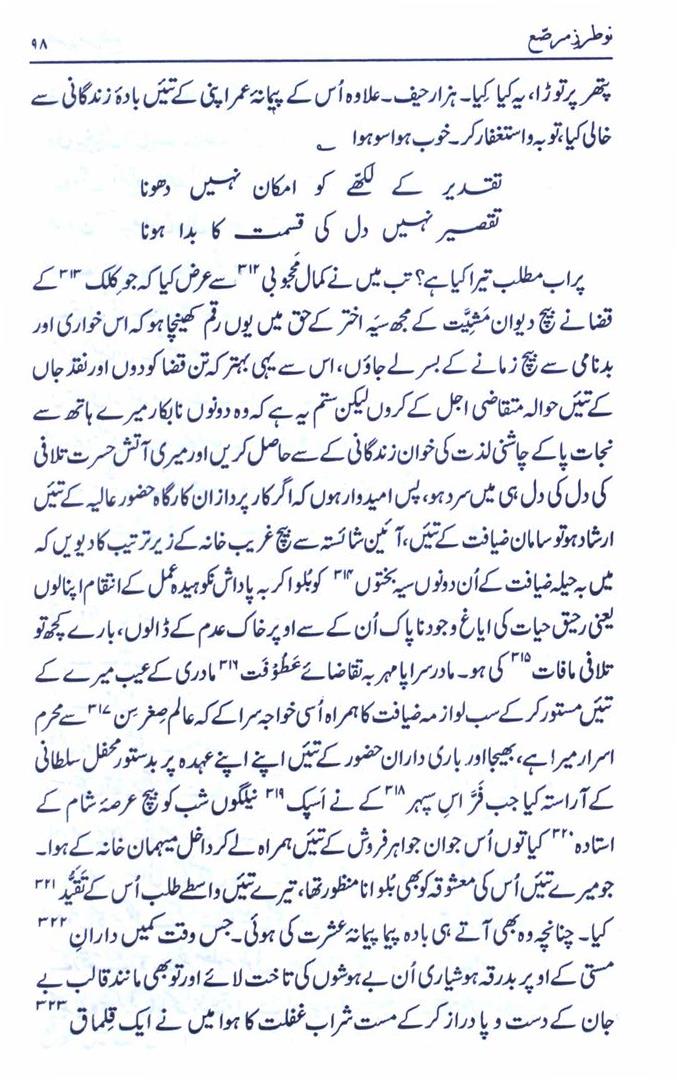 نوطرزِ مرصّع ۹۸
پتھر پر توڑا، یہ کیا کِیا۔ ہزار حیف۔ علاوہ اُس کے پیمانۂ عمر اپنی کے تئیں بادۂ زندگانی سے
خالی کیا، توبہ و استغفار کر۔ خوب ہوا سو ہوا ؎
تقدیر کے لکھّے کو امکان نہیں دھونا
تقصیر نہیں دل کی قسمت کا بدا ہونا
پر اب مطلب تیرا کیا ہے؟ تب میں نے کمال محجوبی ۳۱۲ سے عرض کیا کہ جو کِلک ۳۱۳ کے
قضا نے بیچ دیوان مَشِیَّت کے مجھ سیَہ اختر کے حق میں یوں رقم کھینچا ہو کہ اس خواری اور
بدنامی سے بیچ زمانے کے بسر لے جاؤں، اس سے یہی بہتر کہ تن قضا کو دوں اور نقد جاں
کے تئیں حوالہ متقاضی اجل کے کروں لیکن ستم یہ ہے کہ وہ دونوں نابکار میرے ہاتھ سے
نجات پا کے چاشنی لذت کی خوان زندگانی کے سے حاصل کریں اور میری آتش حسرت تلافی
کی دل کی دل ہی میں سرد ہو، پس امیدوار ہوں کہ اگر کار پردازان کارگاہ حضور عالیہ کے تئیں
ارشاد ہو تو سامان ضیافت کے تئیں، آئین شائستہ سے بیچ غریب خانہ کے زیر ترتیب کا دیویں کہ
میں بہ حیلہ ضیافت کے اُن دونوں سیہ بختوں ۳۱۴ کو بُلوا کر بہ پاداش نکوہیدہ عمل کے انتقام اپنا لوں
یعنی رحیق حیات کی ایاغ وجود ناپاک اُن کے سے اوپر خاک عدم کے ڈالوں، بارے کچھ تو
تلافی مافات ۳۱۵ کی ہو۔ مادر سراپا مہر بہ تقاضائے عَطُوفَت ۳۱۶ مادری کے عیب میرے کے
تئیں مستور کر کے سب لوازمہ ضیافت کا ہمراہ اُسی خواجہ سرا کے کہ عالم صِغرِ سِن ۳۱۷ سے محرم
اسرار میرا ہے، بھیجا اور باری داران حضور کے تئیں اپنے اپنے عہدہ پر بدستور محفل سلطانی
کے آراستہ کیا جب فَرَّاسِ سپہر ۳۱۸ کے نے اَسپک ۳۱۹ نیلگوں شب کو بیچ عرصۂ شام کے
استادہ ۳۲۰ کیا توں اُس جوان جواہر فروش کے تئیں ہمراہ لے کر داخل میہمان خانہ کے ہوا۔
جو میرے تئیں اُس کی معشوقہ کو بھی بُلوانا منظور تھا، تیرے تئیں واسطے طلب اُس کے تَقَیُّد ۳۲۱
کیا۔ چنانچہ وہ بھی آتے ہی بادہ پیما پیمانۂ عشرت کی ہوئی۔ جس وقت کمیں دارانِ ۳۲۲
مستی کے اوپر بدرقہ ہوشیاری اُن بے ہوشوں کی تاخت لائے اور تو بھی مانند قالب بے
جان کے دست و پا دراز کر کے مست شراب غفلت کا ہوا میں نے ایک قِلماق ۳۲۳